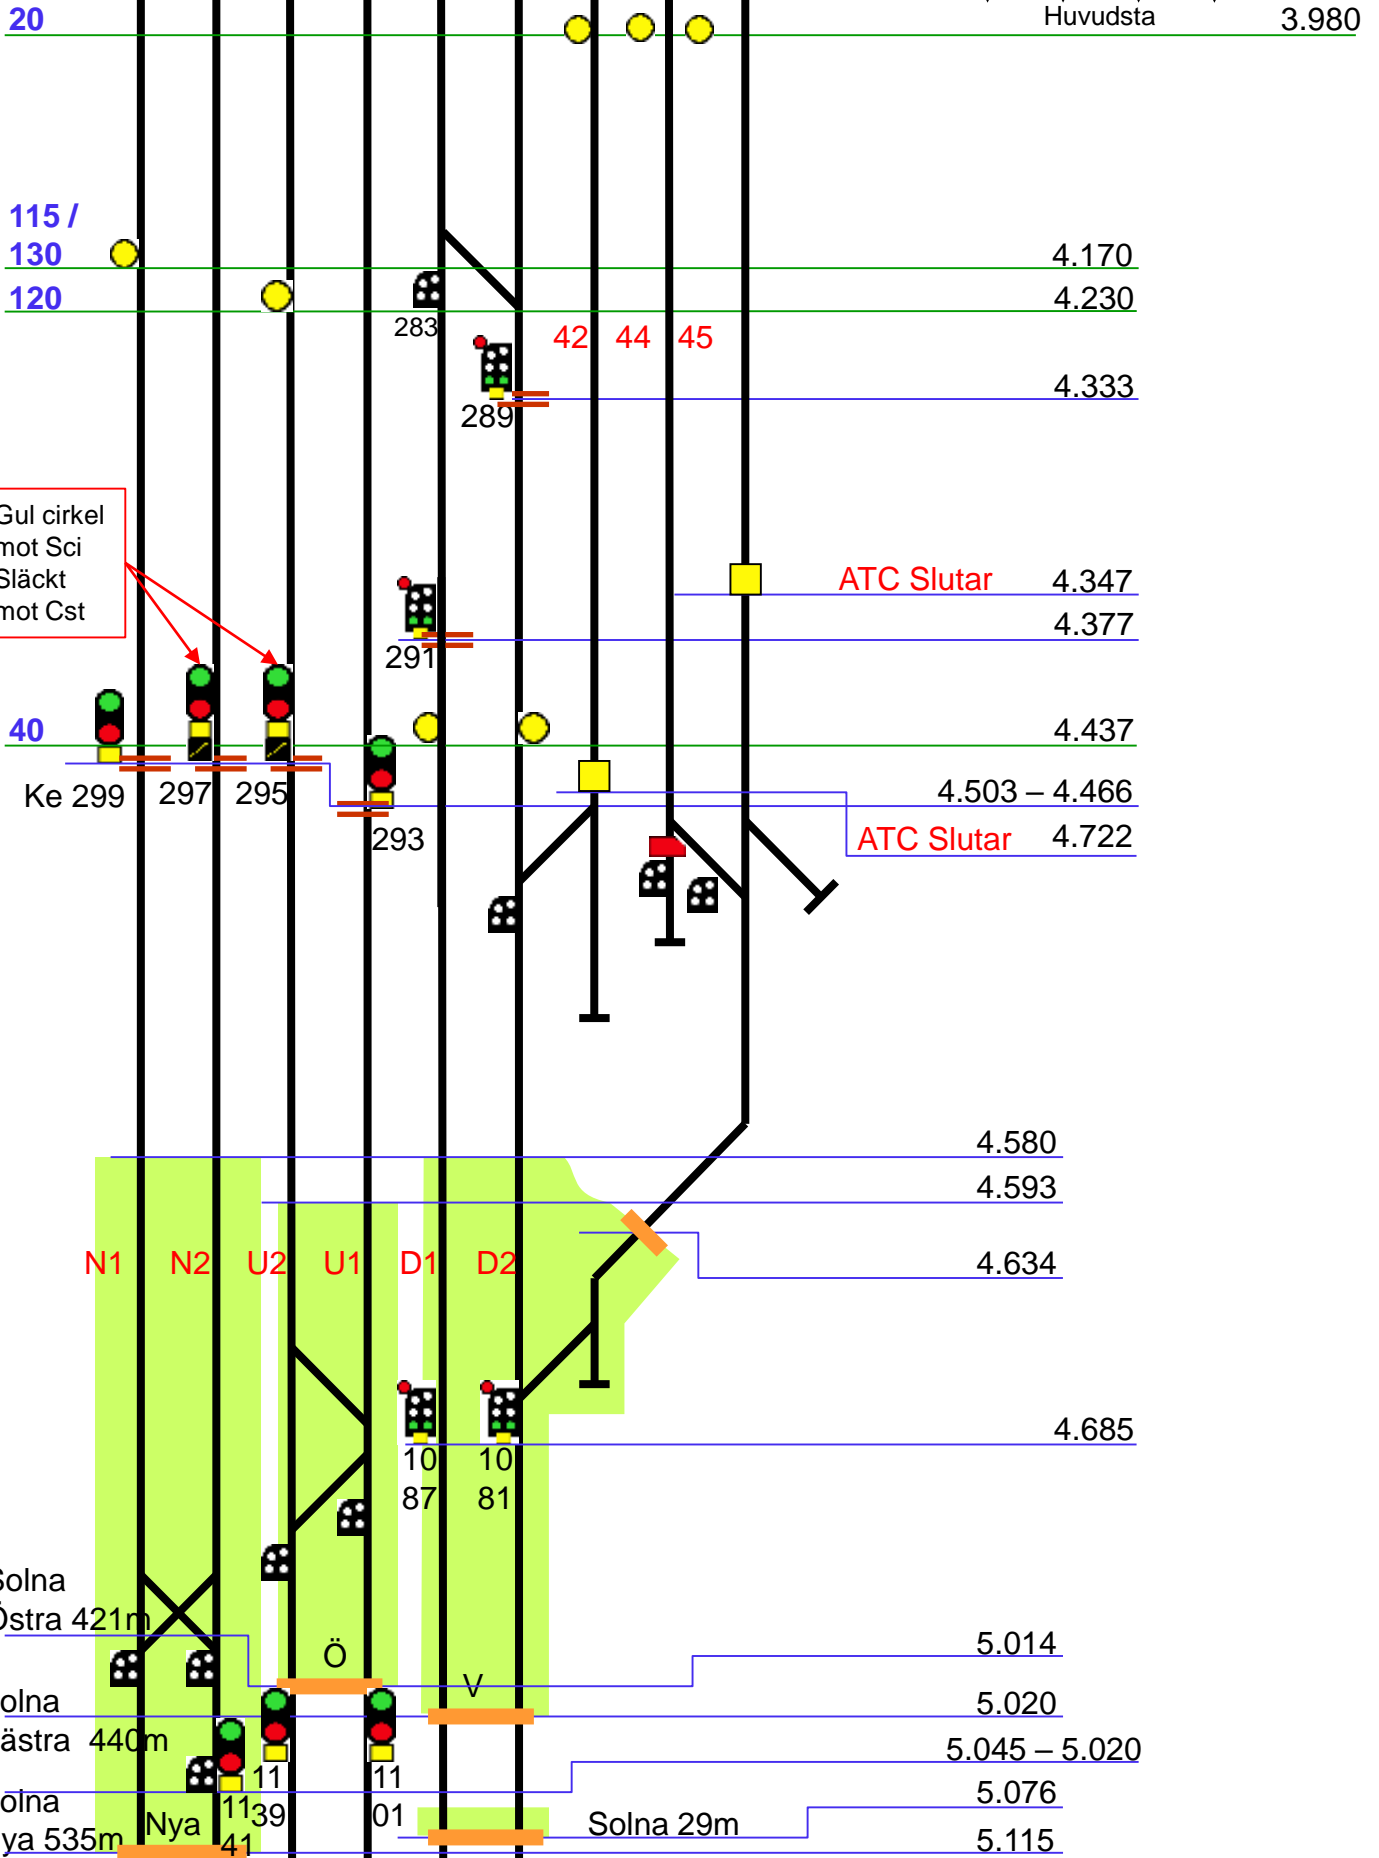 20
Huvudsta
3.980
115 /
130
4.170
120
4.230
283
42 44 45
4.333
289
Gul cirkel
mot Sci
Släckt
mot Cst
ATC Slutar 4.347
4.377
291
40
4.437
Ke 299 297 295
4.503 – 4.466
293
ATC Slutar 4.722
4.580
4.593
N1 N2 U2 U1 D1 D2
4.634
4.685
10 10
87 81
Solna
Östra 421m
Ö
5.014
V
olna
5.020
ästra 440m
5.045 – 5.020
11 11
39 01
5.076
olna
11
41
Nya
Solna 29m
ya 535m
5.115